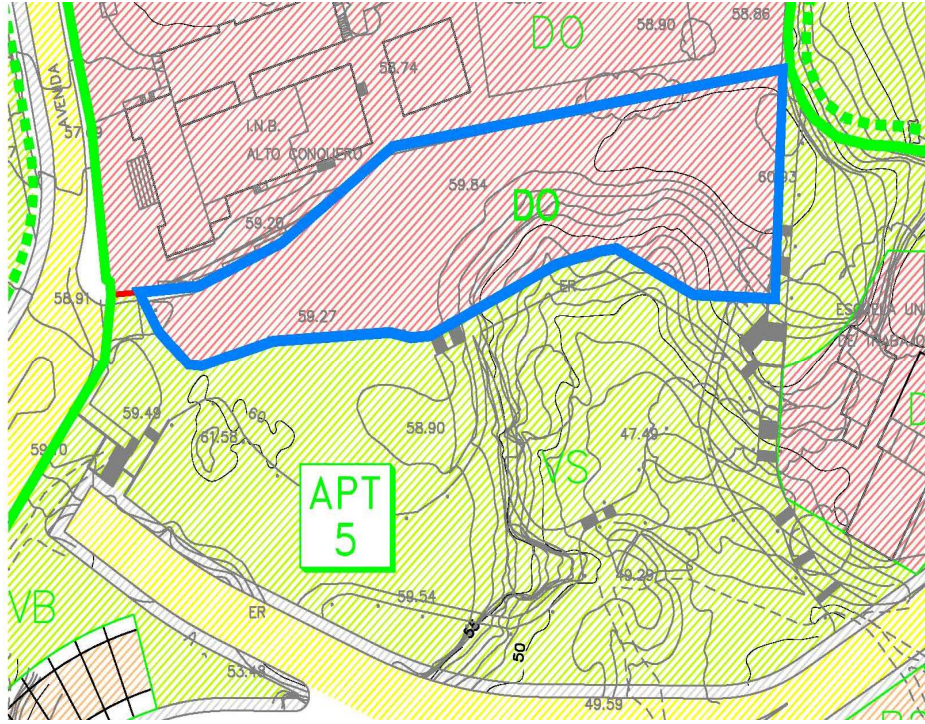 58.86
DO
58.90
58.74
AVENIDA
57.79
I.N.B.
ALTO CONQUERO
59.84
60.93
DO
59.20
58.91
ER
59.27
ESCUELA UN
DE TRABAJO
59.49
60
61.58
58.90
47.49
VS
APT
5
59.54
49.29
VB
ER
55
50
53.48
49.59